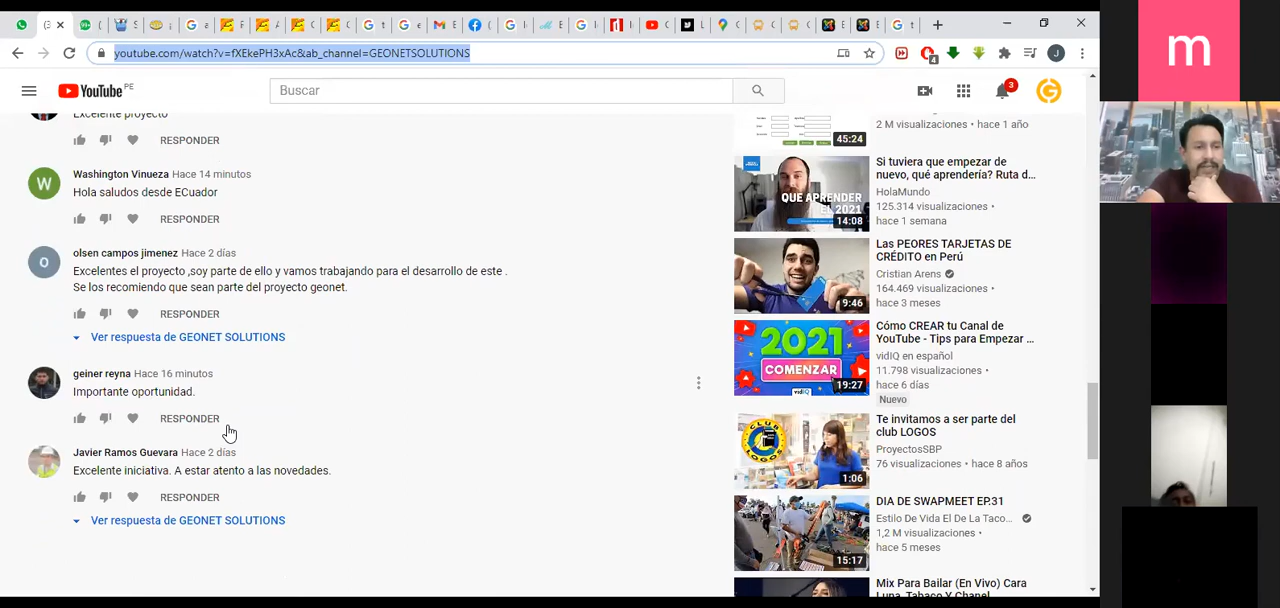 youtube.com/watch?v=fXEkePH3xAc&ab_channel=GEONETSOLUTIONS
4
J
YouTube PE
Buscar
3
G
m
Excelente proyecto
RESPONDER
W
Washington Vinueza Hace 14 minutos
Hola saludos desde ECuador
RESPONDER
O
olsen campos jimenez Hace 2 días
Excelentes el proyecto ,soy parte de ello y vamos trabajando para el desarrollo de este .
Se los recomiendo que sean parte del proyecto geonet.
RESPONDER
Ver respuesta de GEONET SOLUTIONS
geiner reyna Hace 16 minutos
Importante oportunidad.
RESPONDER
Javier Ramos Guevara Hace 2 días
Excelente iniciativa. A estar atento a las novedades.
RESPONDER
Ver respuesta de GEONET SOLUTIONS
45:24
2 M visualizaciones • hace 1 año
QUE APRENDER
EL 2021
14:08
Si tuviera que empezar de
nuevo, qué aprendería? Ruta d...
HolaMundo
125.314 visualizaciones •
hace 1 semana
9:46
Las PEORES TARJETAS DE
CRÉDITO en Perú
Cristian Arens
164.469 visualizaciones •
hace 3 meses
2021
COMENZAR
vidIQ
19:27
Cómo CREAR tu Canal de
YouTube - Tips para Empezar ...
vidIQ en español
11.798 visualizaciones •
hace 6 días
Nuevo
CLUB
LOGOS
1:06
Te invitamos a ser parte del
club LOGOS
ProyectosSBP
76 visualizaciones • hace 8 años
15:17
DIA DE SWAPMEET EP.31
Estilo De Vida El De La Taco...
1,2 M visualizaciones •
hace 5 meses
Mix Para Bailar (En Vivo) Cara
Luna, Tabaco Y Chanel